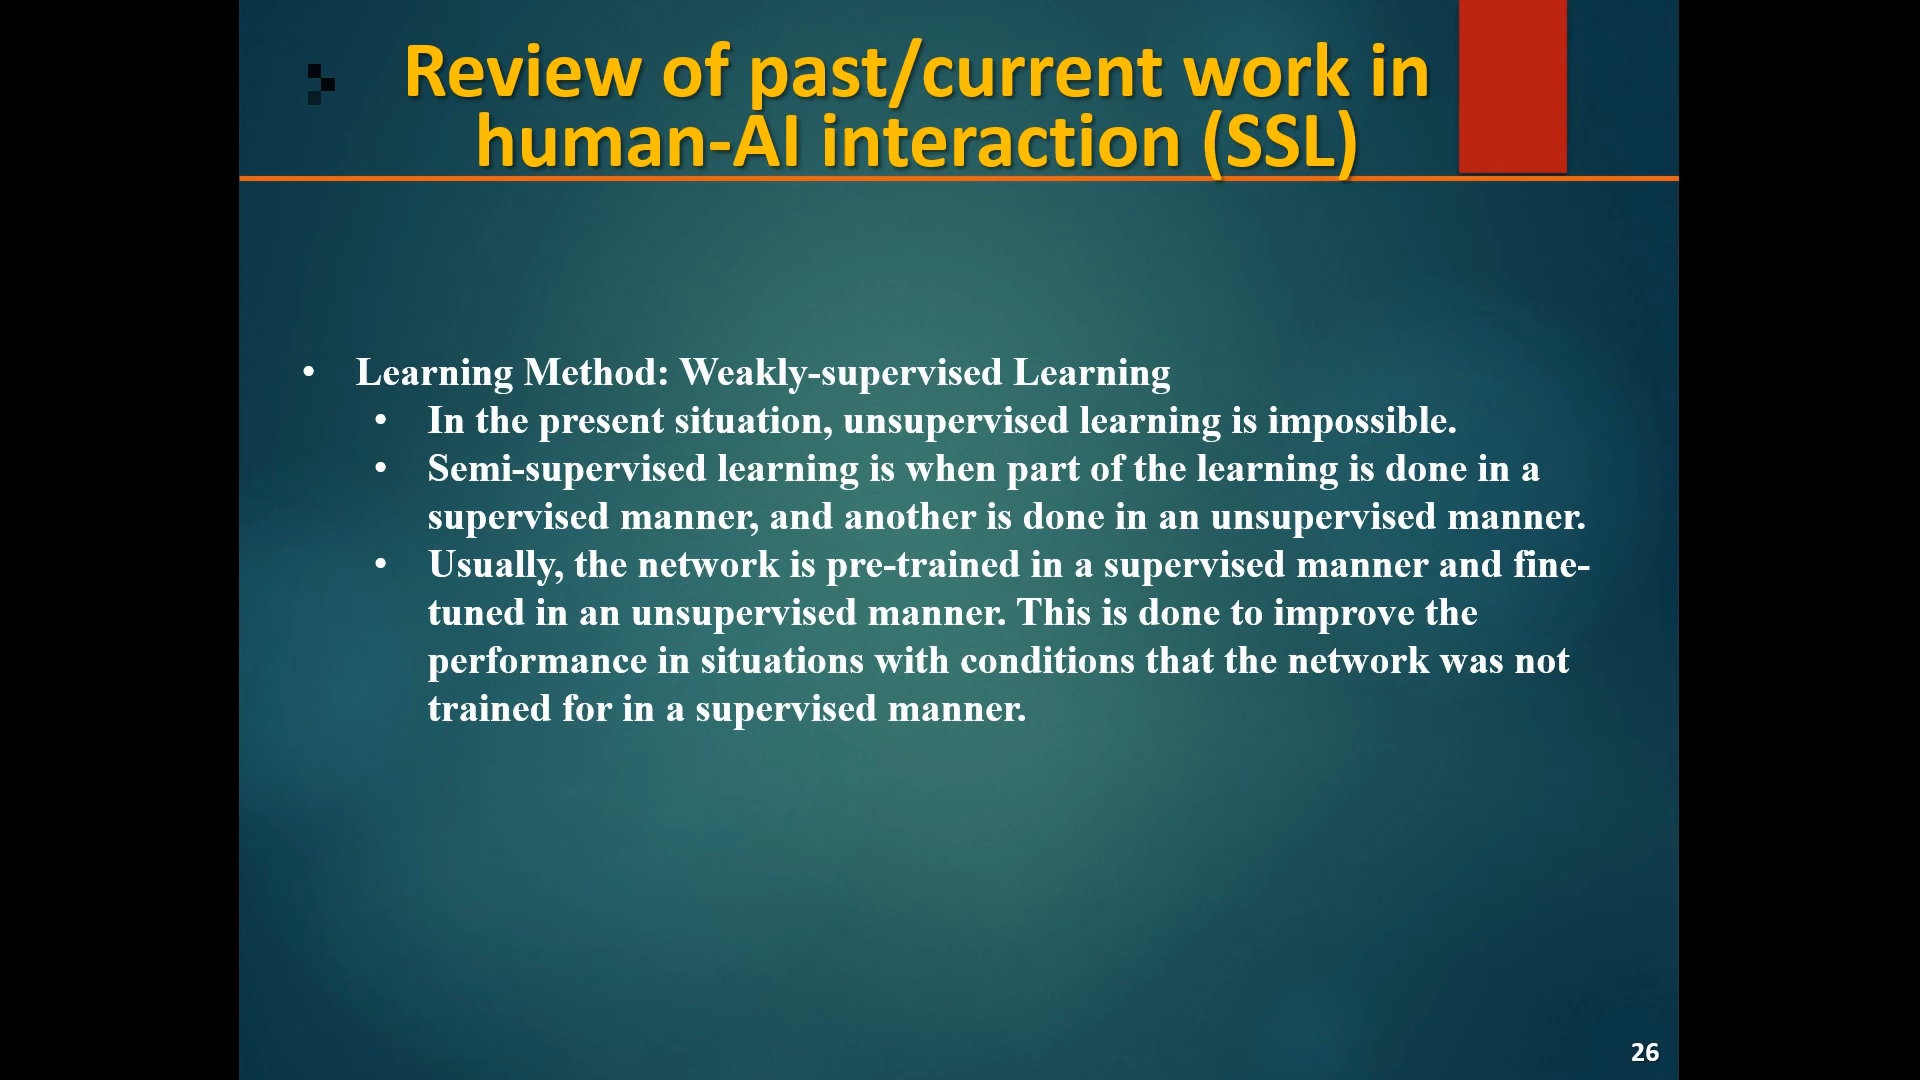 Review of past/current work in
human-AI interaction (SSL)
• Learning Method: Weakly-supervised Learning
• In the present situation, unsupervised learning is impossible.
• Semi-supervised learning is when part of the learning is done in a
supervised manner, and another is done in an unsupervised manner.
• Usually, the network is pre-trained in a supervised manner and fine-
tuned in an unsupervised manner. This is done to improve the
performance in situations with conditions that the network was not
trained for in a supervised manner.
26